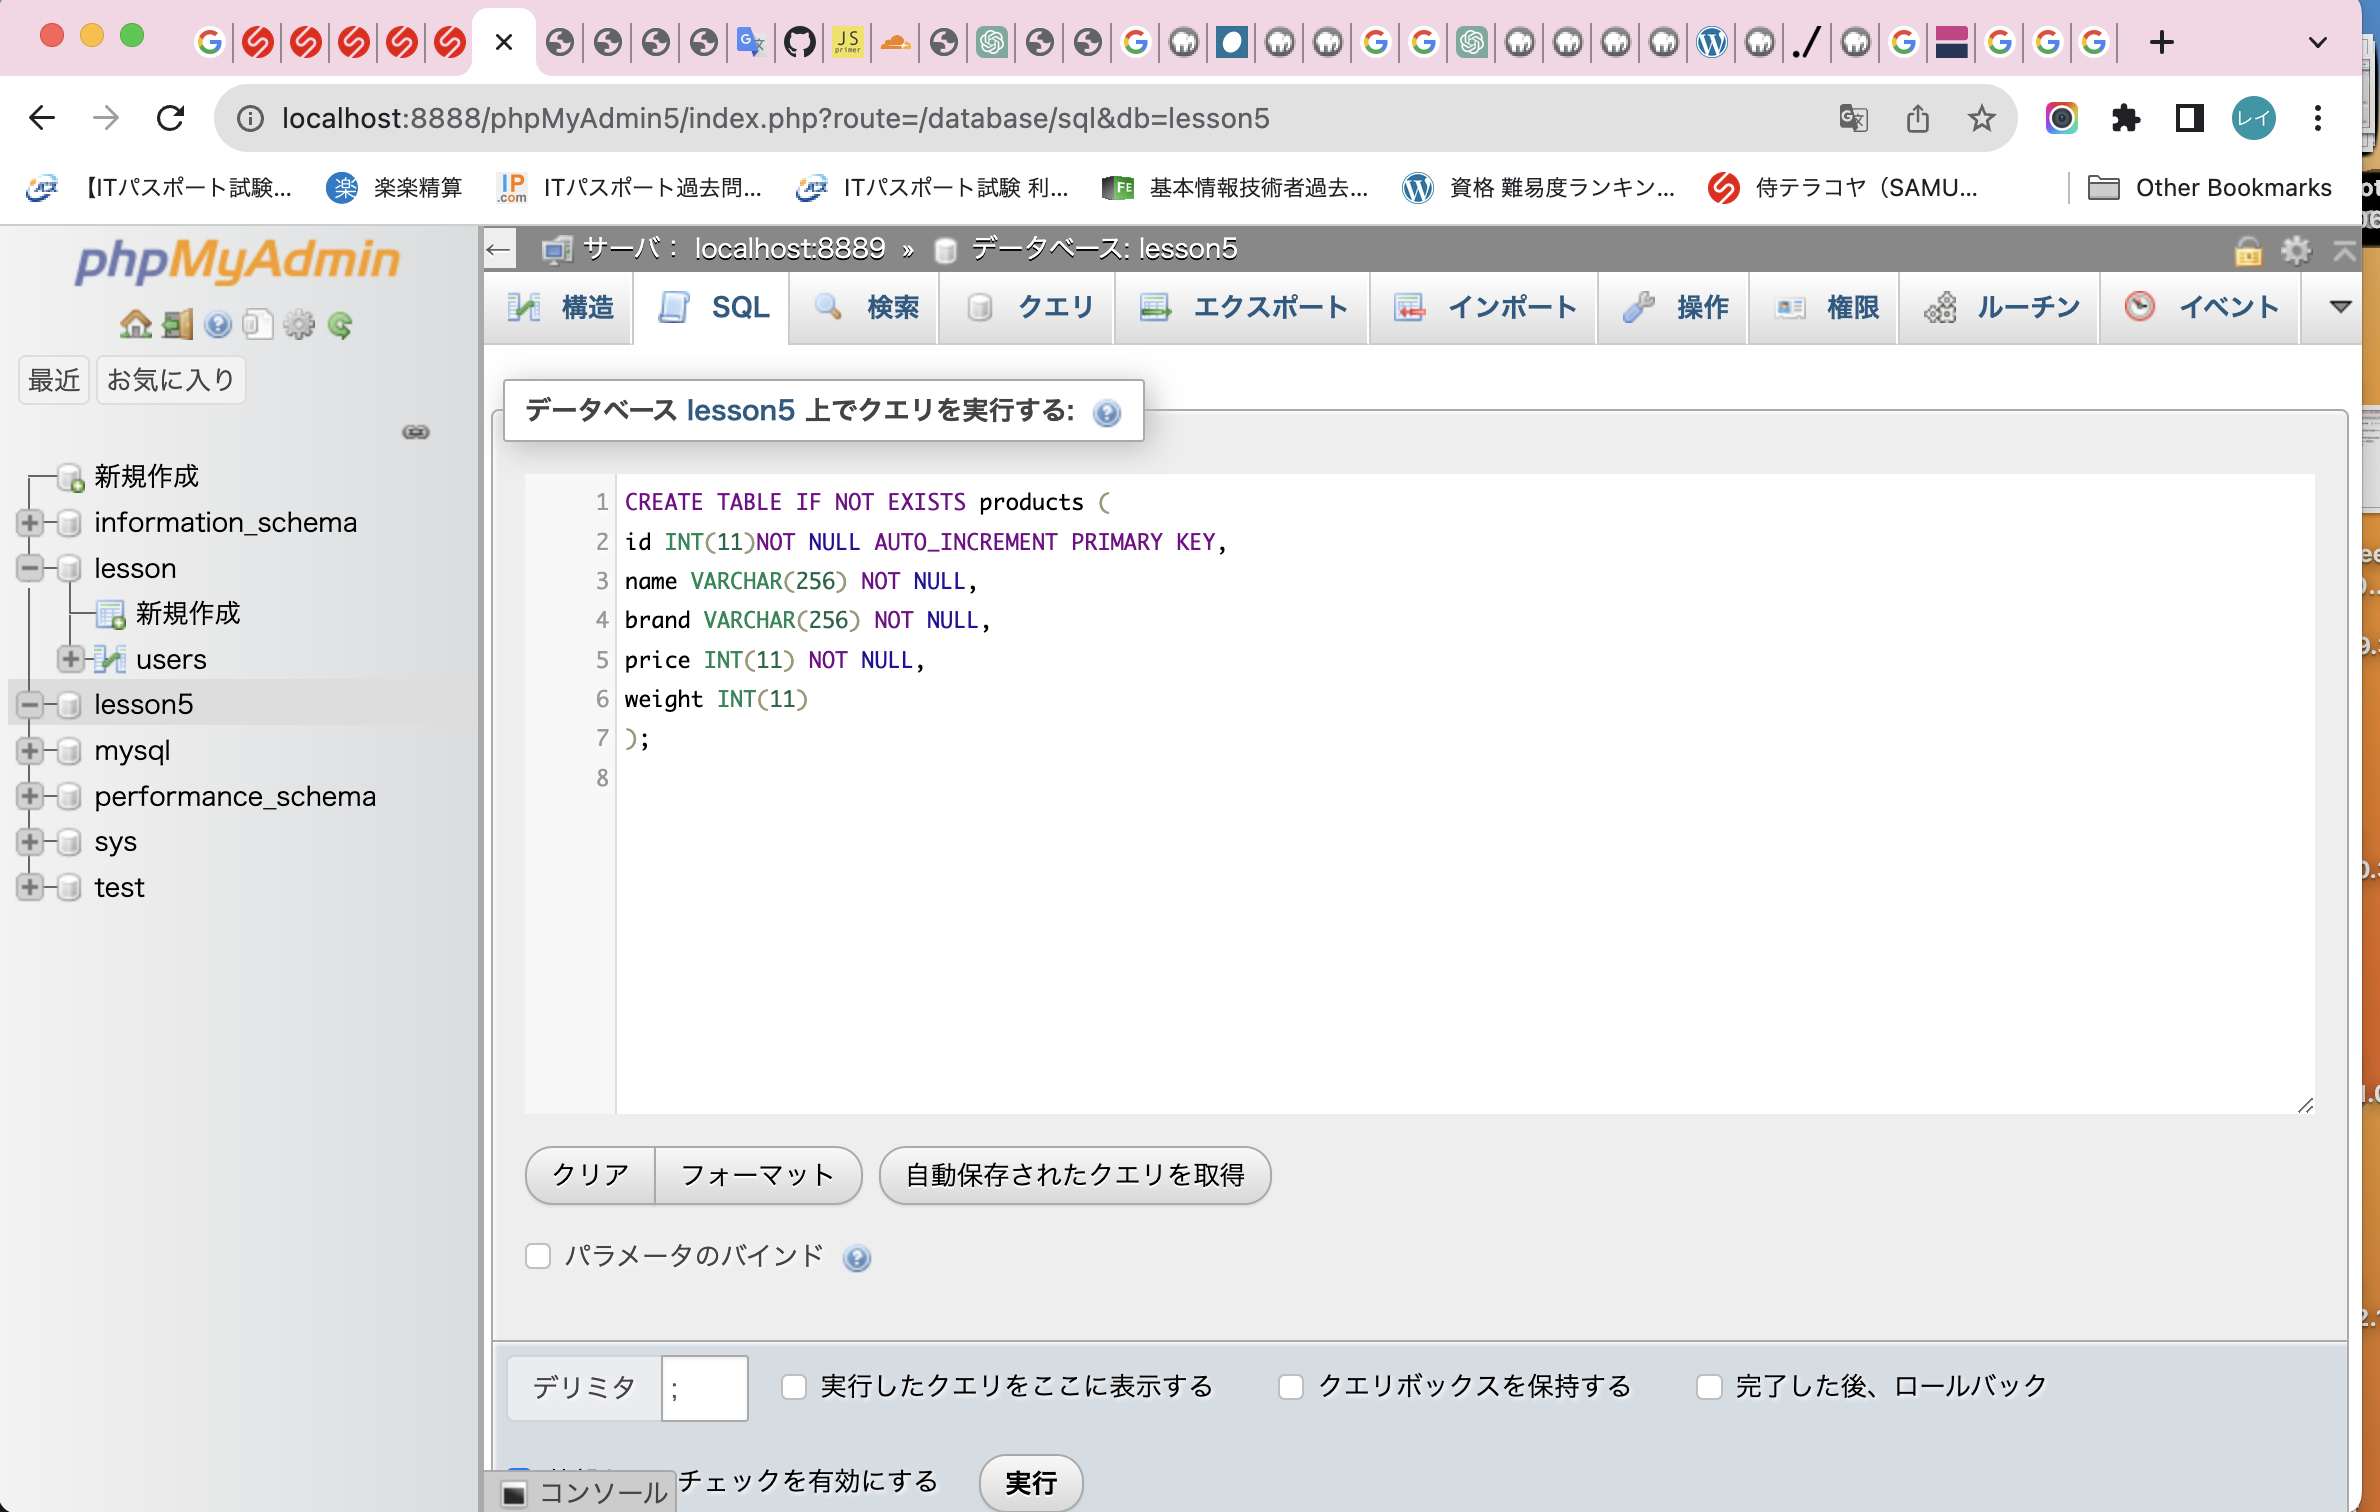 localhost:8888/phpMyAdmin5/index.php?route=/database/sql&db=lesson5
レイ
【ITパスポート試験... 楽楽精算 ITパスポート過去問... ITパスポート試験 利... 基本情報技術者過去... 資格 難易度ランキン... 侍テラコヤ（SAMU... Other Bookmarks
phpMyAdmin
最近 お気に入り
新規作成
information_schema
lesson
新規作成
users
lesson5
mysql
performance_schema
sys
test
サーバ： localhost:8889 » データベース: lesson5
構造 SQL 検索 クエリ エクスポート インポート 操作 権限 ルーチン イベント
データベース lesson5 上でクエリを実行する:
1 CREATE TABLE IF NOT EXISTS products (
2 id INT(11)NOT NULL AUTO_INCREMENT PRIMARY KEY,
3 name VARCHAR(256) NOT NULL,
4 brand VARCHAR(256) NOT NULL,
5 price INT(11) NOT NULL,
6 weight INT(11)
7 );
8
クリア フォーマット 自動保存されたクエリを取得
パラメータのバインド
デリミタ ; 実行したクエリをここに表示する クエリボックスを保持する 完了した後、ロールバック
チェックを有効にする 実行
コンソール